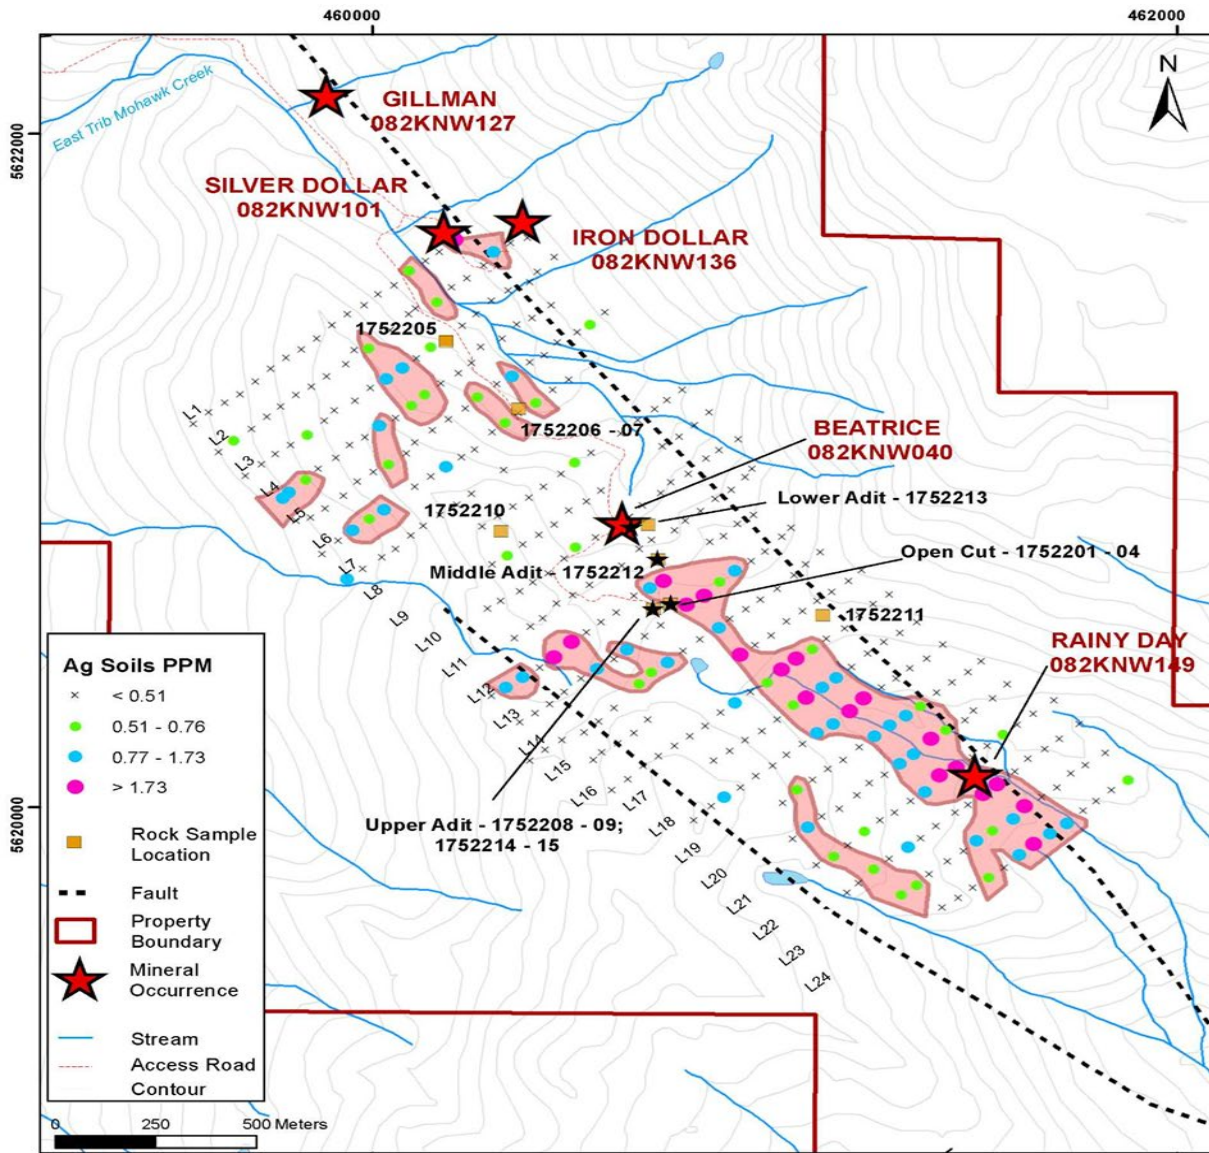 460000
462000
5622000
5620000
N
East Trib Mohawk Creek
GILLMAN
082KNW127
SILVER DOLLAR
082KNW101
IRON DOLLAR
082KNW136
1752205
1752206 - 07
BEATRICE
082KNW040
Lower Adit - 1752213
1752210
Open Cut - 1752201 - 04
Middle Adit - 1752212
1752211
RAINY DAY
082KNW149
Upper Adit - 1752208 - 09;
1752214 - 15
L1
L2
L3
L4
L5
L6
L7
L8
L9
L10
L11
L12
L13
L14
L15
L16
L17
L18
L19
L20
L21
L22
L23
L24
Ag Soils PPM
< 0.51
0.51 - 0.76
0.77 - 1.73
> 1.73
Rock Sample
Location
Fault
Property
Boundary
Mineral
Occurrence
Stream
Access Road
Contour
0 250 500 Meters